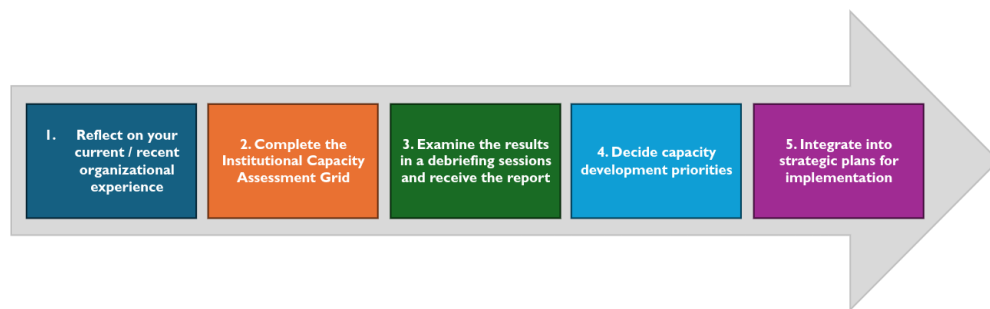 1. Reflect on your
current / recent
organizational
experience
2. Complete the
Institutional Capacity
Assessment Grid
3. Examine the results
in a debriefing sessions
and receive the report
4. Decide capacity
development priorities
5. Integrate into
strategic plans for
implementation